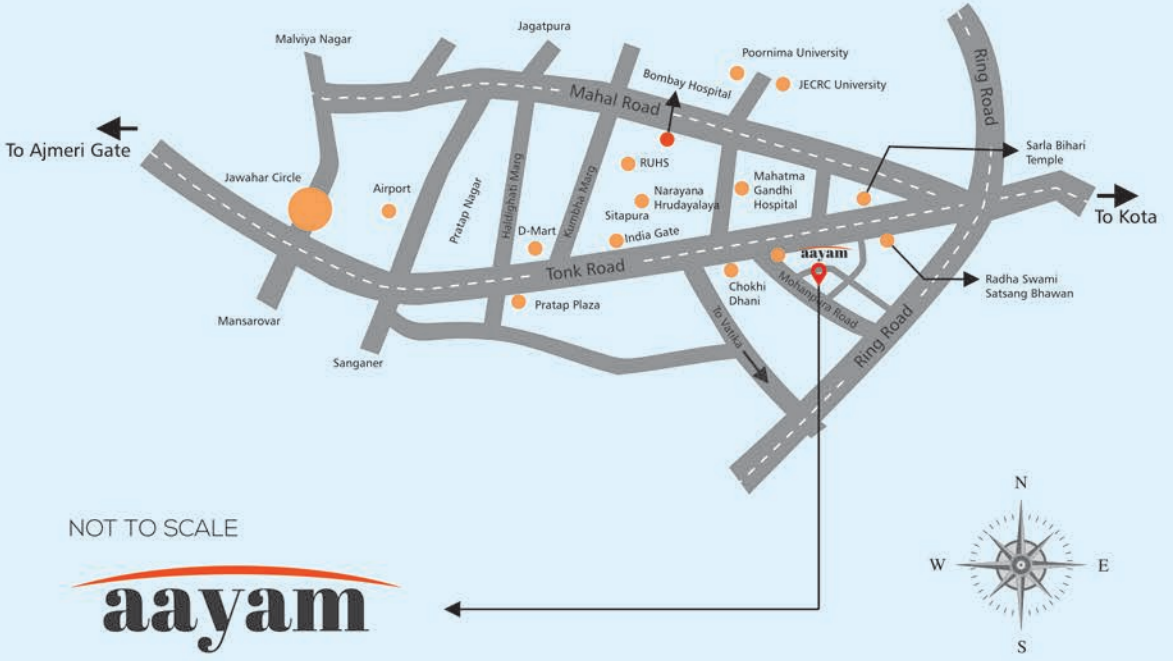 Jagatpura
Malviya Nagar
Poornima University
Bombay Hospital
JECRC University
Mahal Road
Ring Road
To Ajmeri Gate
Sarla Bihari
Temple
RUHS
Jawahar Circle
Airport
Pratap Nagar
Haldighati Marg
Kumbha Marg
Mahatma
Gandhi
Hospital
Narayana
Hrudayalaya
Sitapura
To Kota
D-Mart
India Gate
aayam
Tonk Road
Chokhi
Dhani
Mohanpura Road
Radha Swami
Satsang Bhawan
Pratap Plaza
To Vatika
Mansarovar
Ring Road
Sanganer
NOT TO SCALE
aayam
N
W
E
S